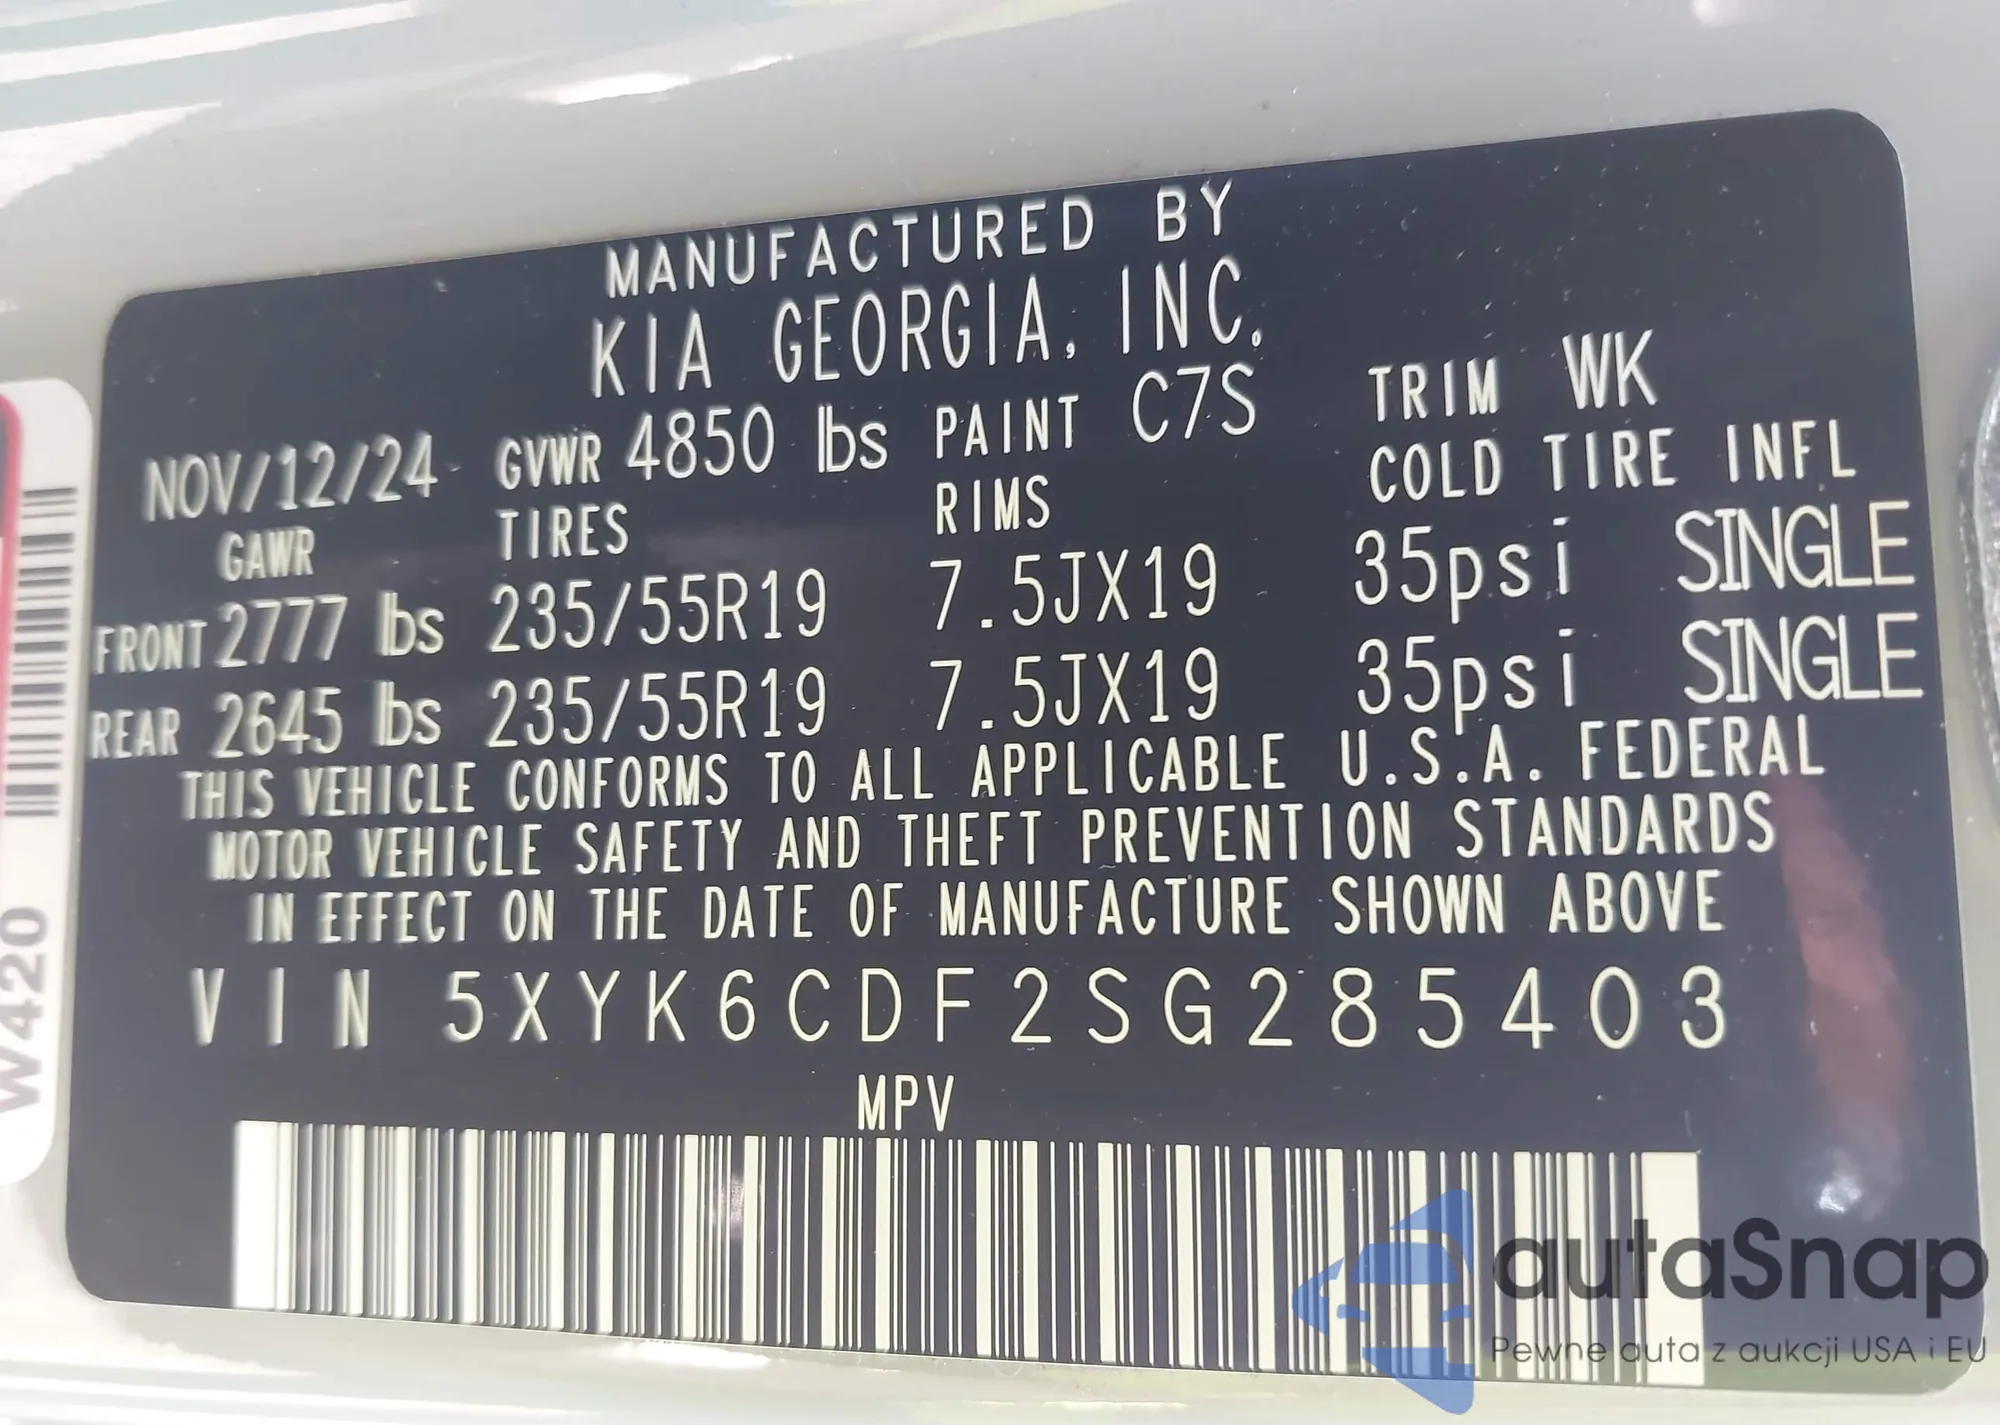 MANUFACTURED BY
KIA GEORGIA, INC.
NOV/12/24 GVWR 4850 lbs PAINT C7S TRIM WK
GAWR TIRES RIMS COLD TIRE INFL
FRONT 2777 lbs 235/55R19 7.5JX19 35psi SINGLE
REAR 2645 lbs 235/55R19 7.5JX19 35psi SINGLE
THIS VEHICLE CONFORMS TO ALL APPLICABLE U.S.A. FEDERAL
MOTOR VEHICLE SAFETY AND THEFT PREVENTION STANDARDS
IN EFFECT ON THE DATE OF MANUFACTURE SHOWN ABOVE
VIN 5XYK6CDF2SG285403
MPV
W420
autaSnap
Pewne auta z aukcji USA i EU